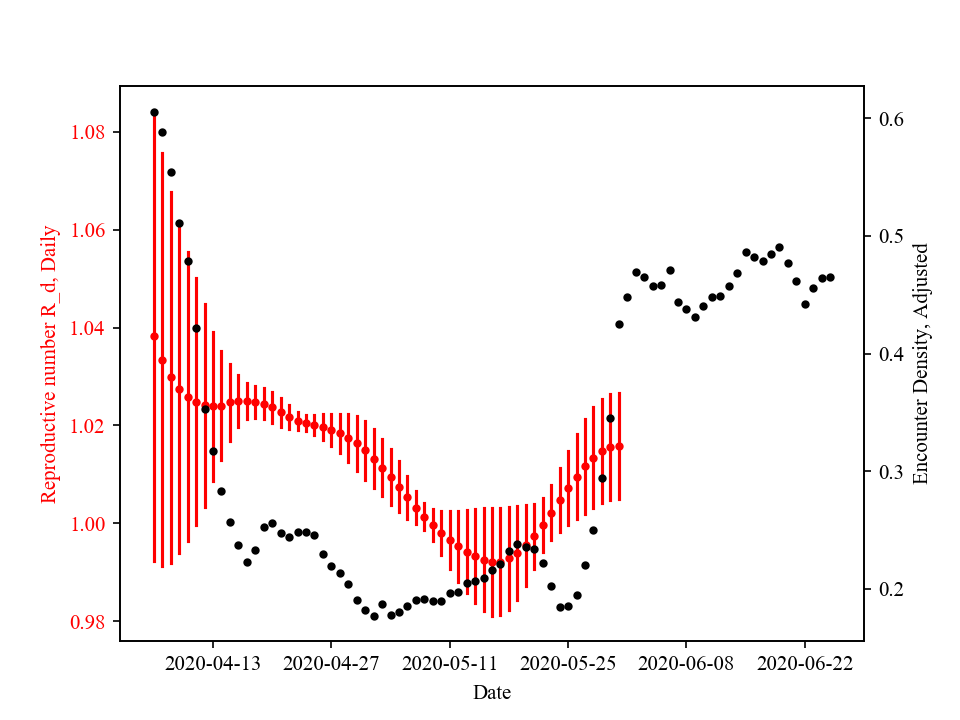 Reproductive number R_d, Daily
1.08
1.06
1.04
1.02
1.00
0.98
0.6
0.5
0.4
0.3
0.2
Encounter Density, Adjusted
2020-04-13 2020-04-27 2020-05-11 2020-05-25 2020-06-08 2020-06-22
Date